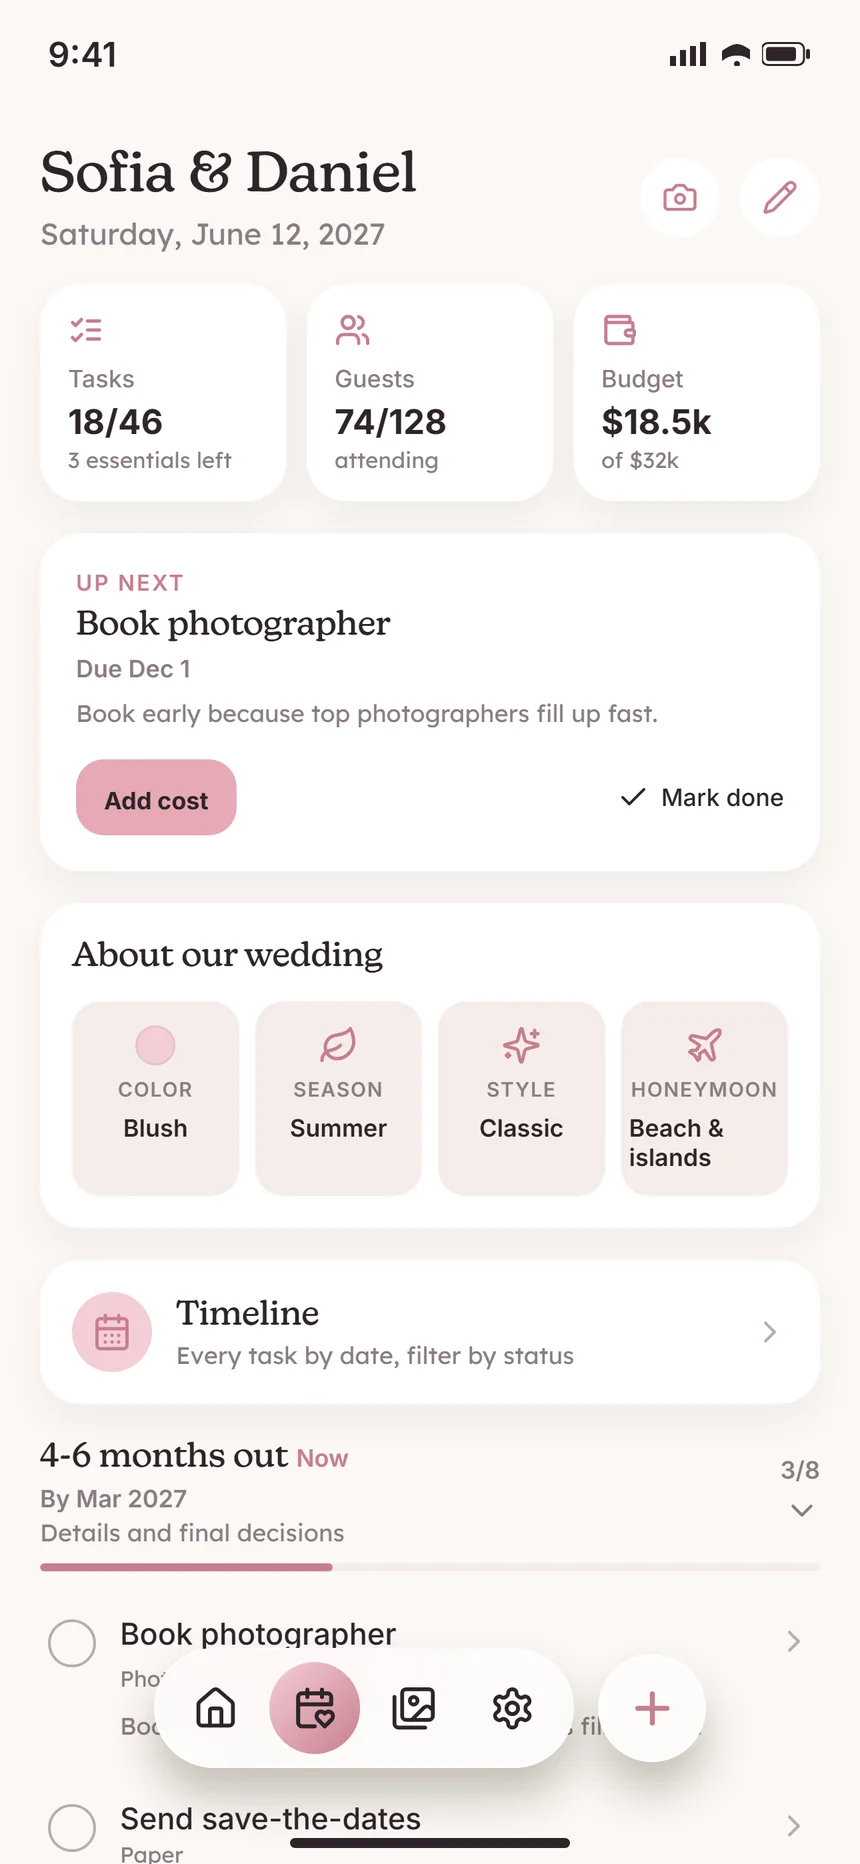 9:41
Sofia & Daniel
Saturday, June 12, 2027
Tasks
18/46
3 essentials left
Guests
74/128
attending
Budget
$18.5k
of $32k
UP NEXT
Book photographer
Due Dec 1
Book early because top photographers fill up fast.
Add cost
Mark done
About our wedding
COLOR
Blush
SEASON
Summer
STYLE
Classic
HONEYMOON
Beach &
islands
Timeline
Every task by date, filter by status
4-6 months out Now
3/8
By Mar 2027
Details and final decisions
Book photographer
Send save-the-dates
Paper